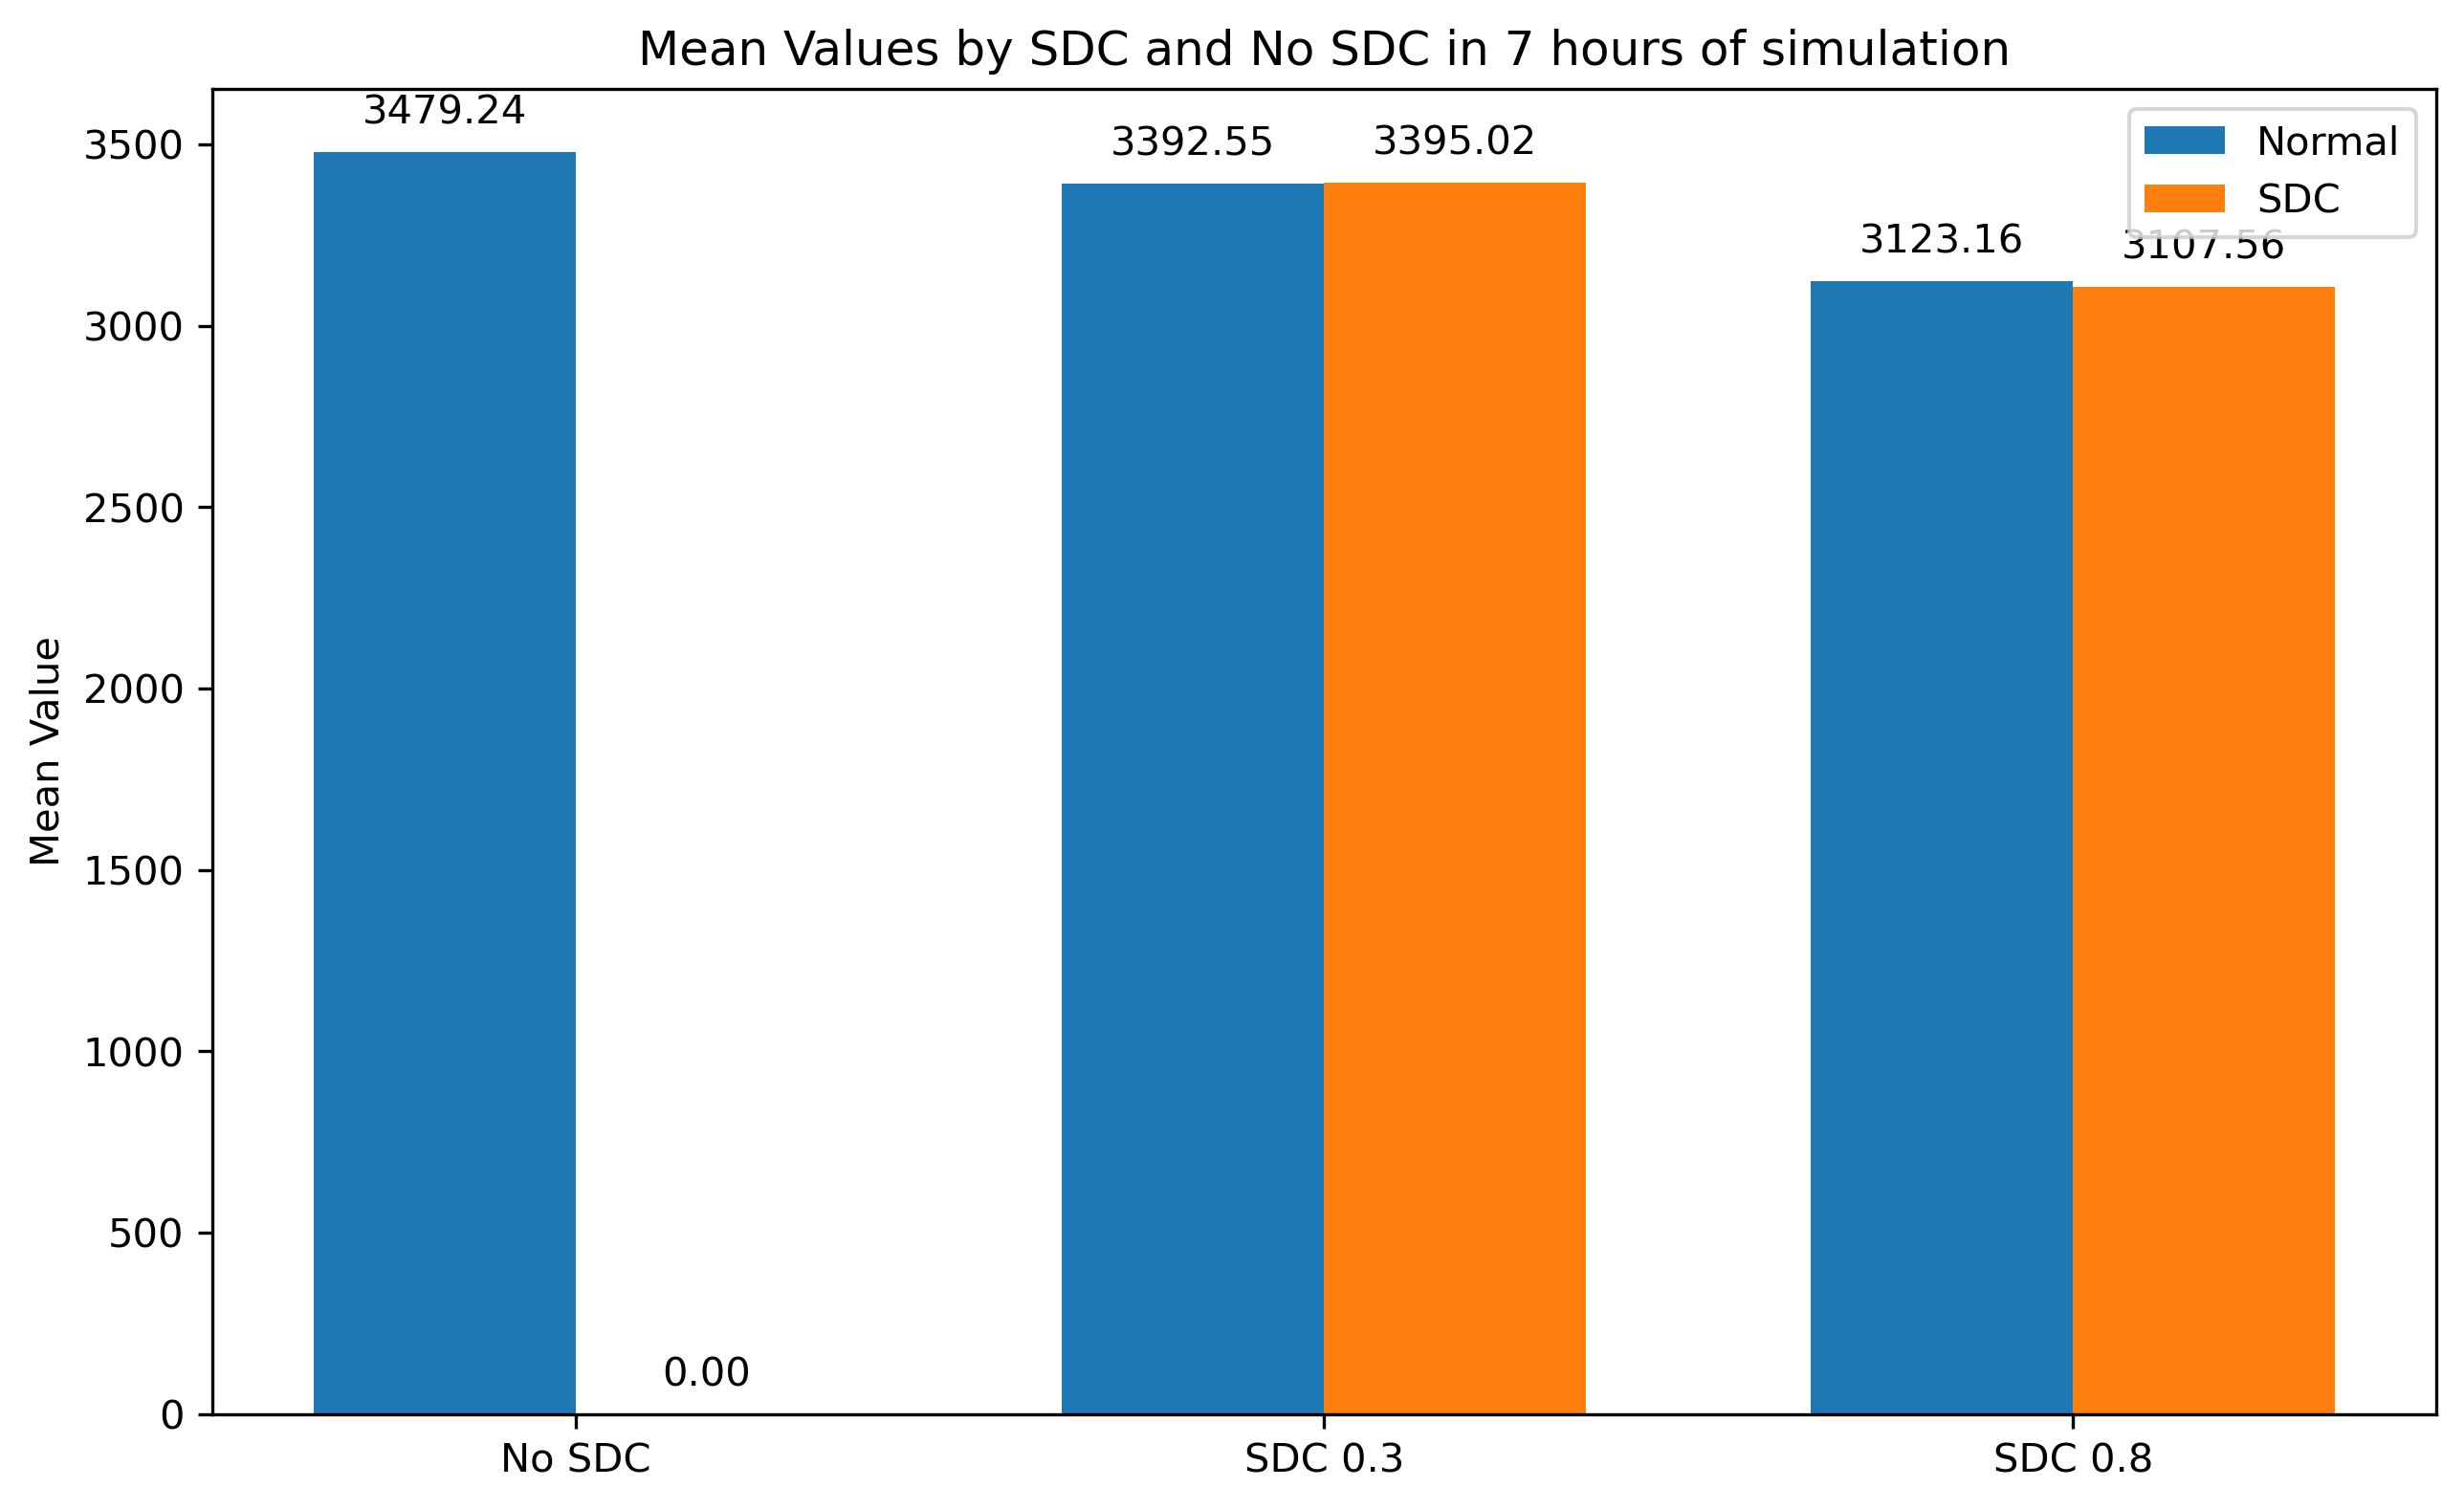 Mean Values by SDC and No SDC in 7 hours of simulation
3479.24
3392.55
3395.02
3123.16
3107.56
0.00
Normal
SDC
Mean Value
3500
3000
2500
2000
1500
1000
500
0
No SDC
SDC 0.3
SDC 0.8